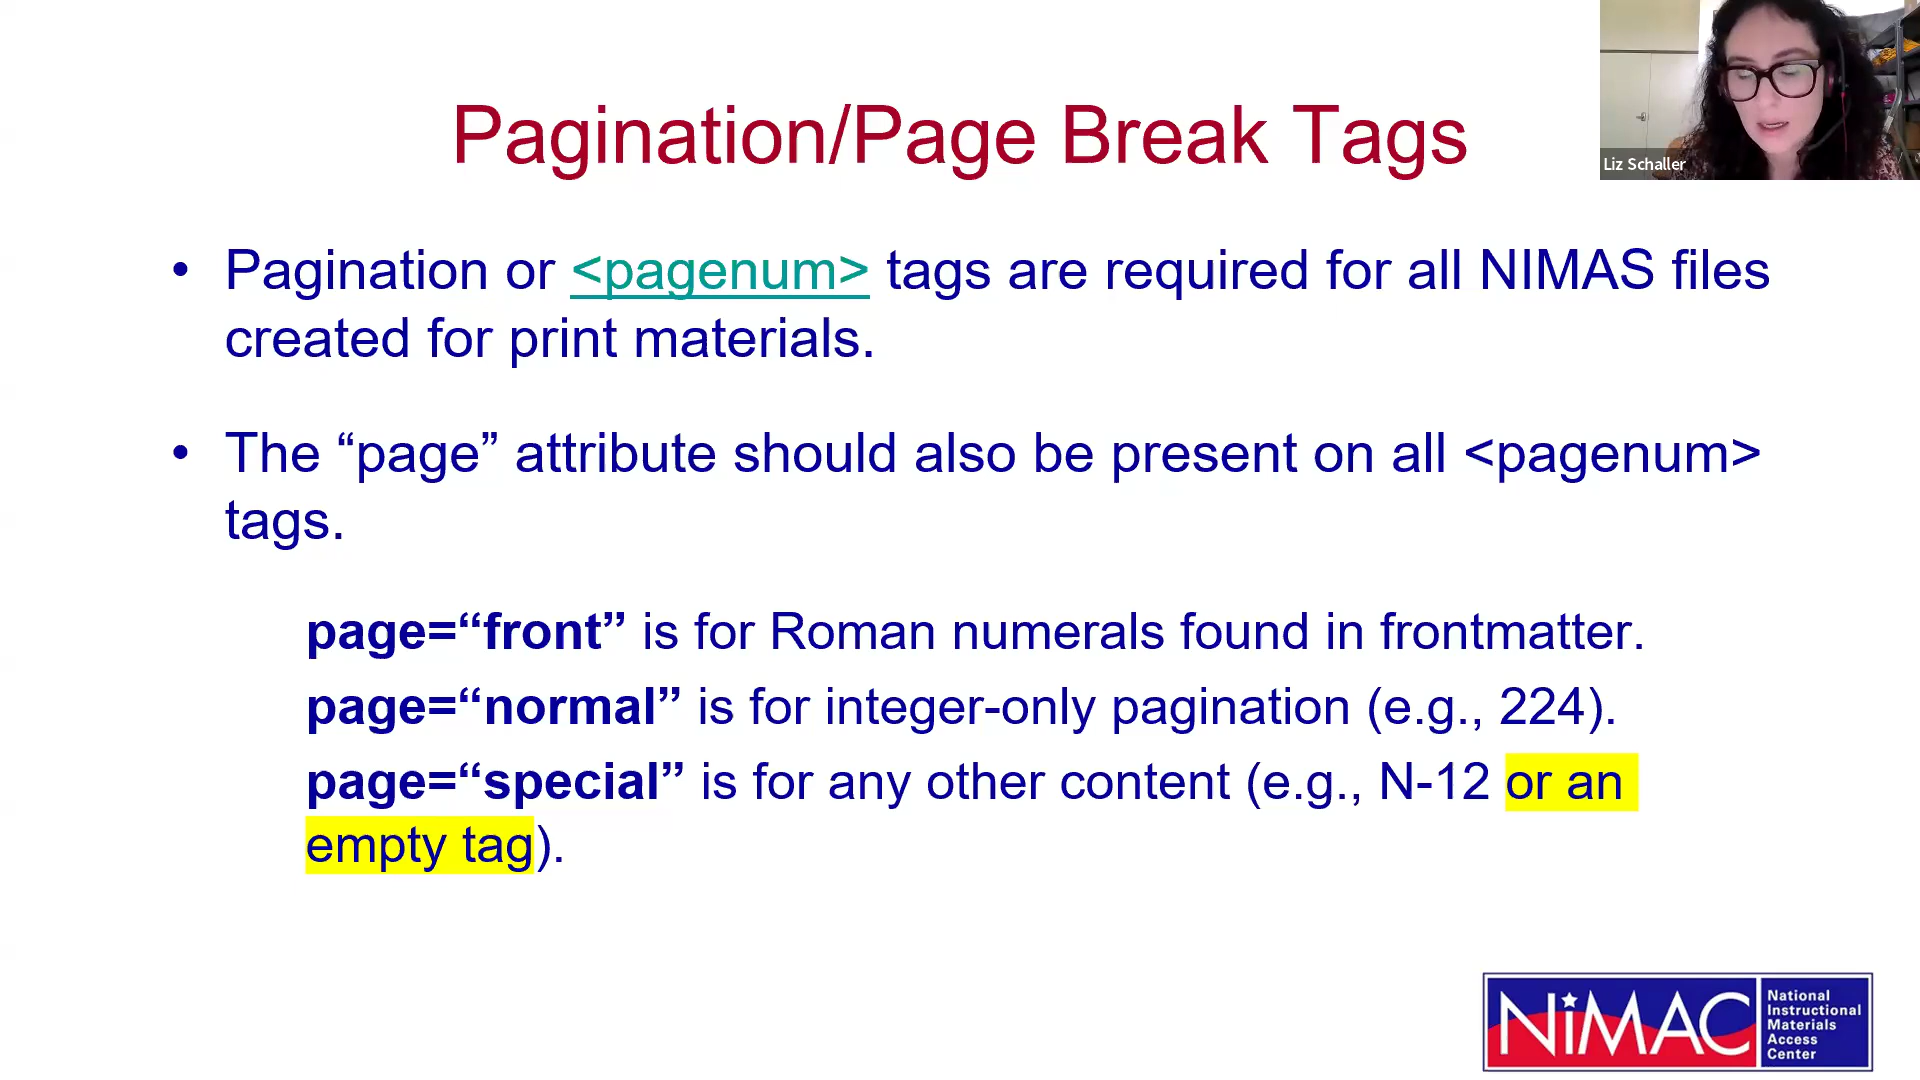 Pagination/Page Break Tags
Liz Schaller
• Pagination or <pagenum> tags are required for all NIMAS files
created for print materials.
• The “page” attribute should also be present on all <pagenum>
tags.
page=“front” is for Roman numerals found in frontmatter.
page=“normal” is for integer-only pagination (e.g., 224).
page=“special” is for any other content (e.g., N-12 or an
empty tag).
NiMAC
National
Instructional
Materials
Access
Center